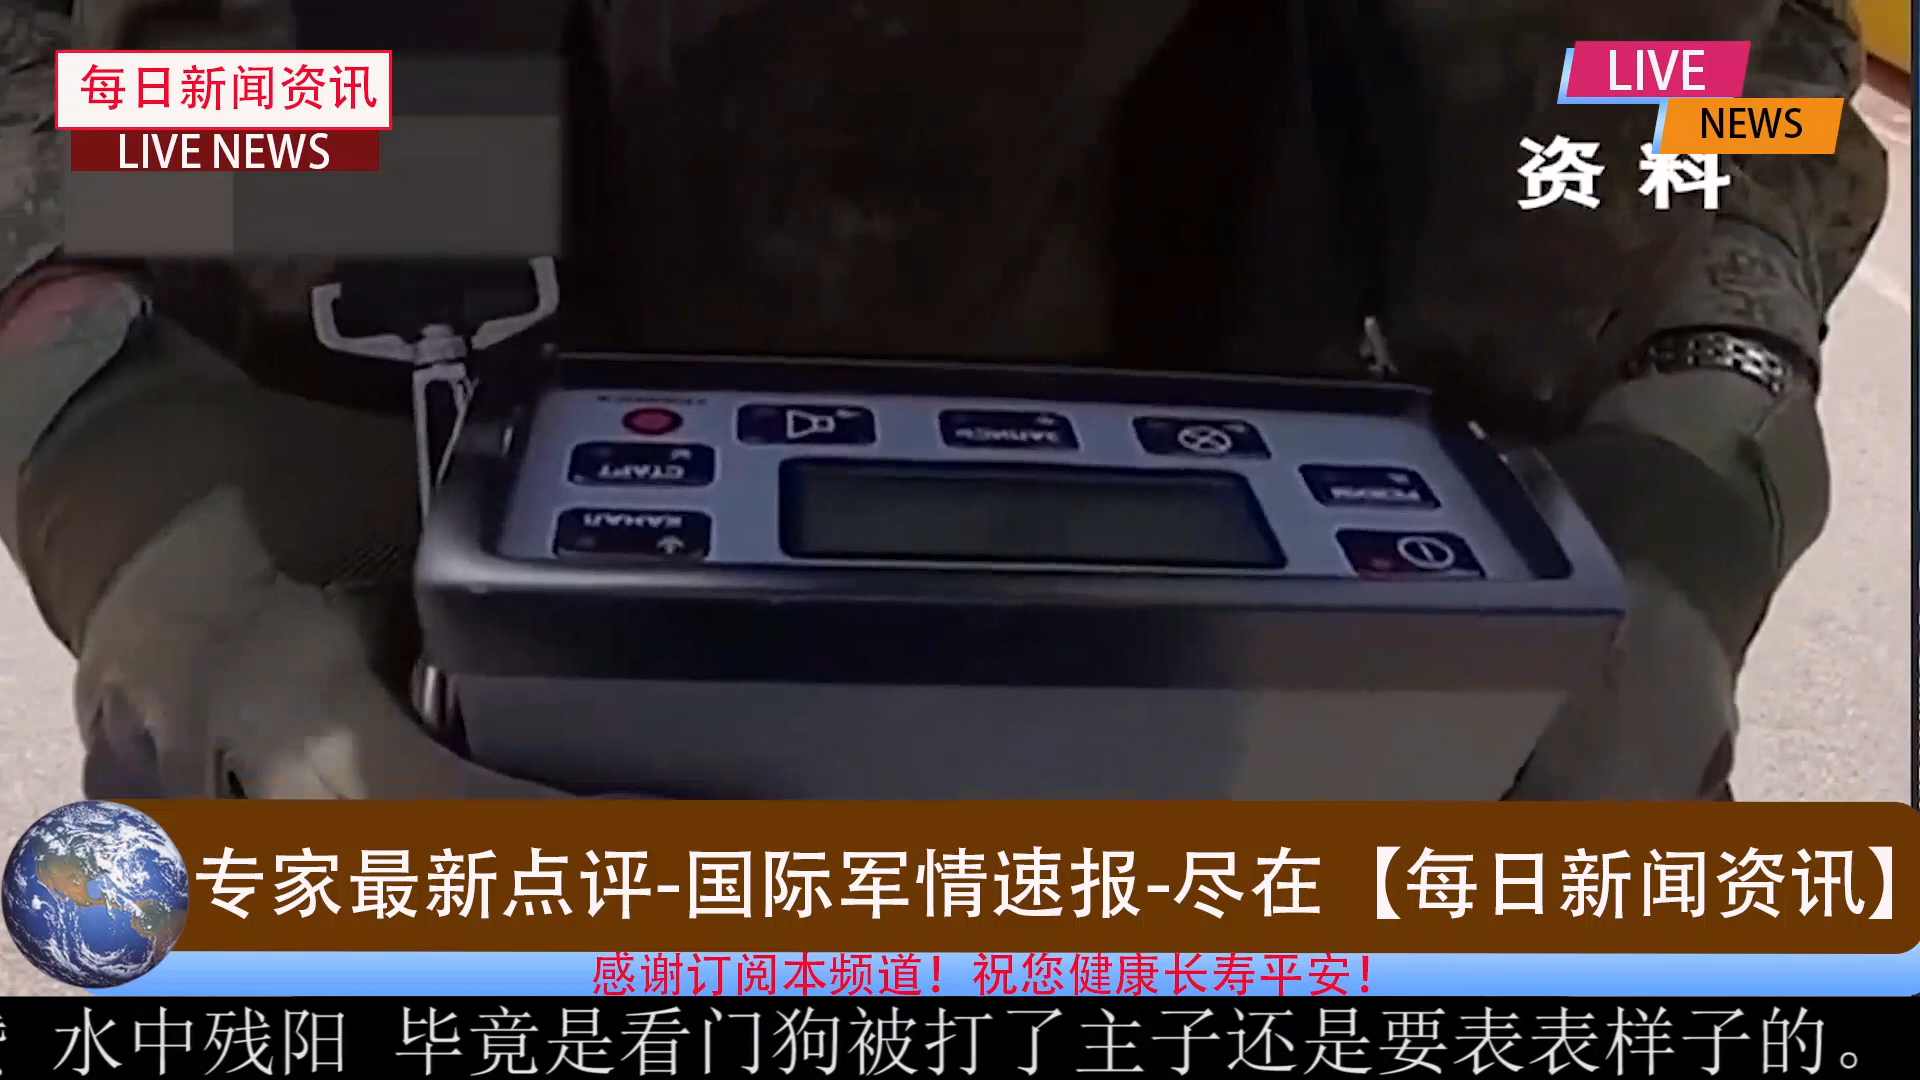 每日新闻资讯
LIVE NEWS
LIVE
NEWS
资 料
СТАРТ
КАНАЛ
专家最新点评-国际军情速报-尽在【每日新闻资讯】
感谢订阅本频道！祝您健康长寿平安！
水中残阳 毕竟是看门狗被打了主子还是要表表样子的。